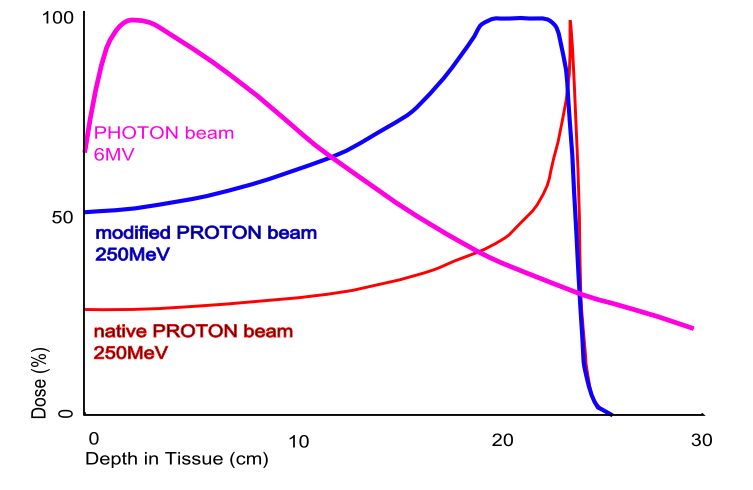 100
PHOTON beam
6MV
50
modified PROTON beam
250MeV
native PROTON beam
250MeV
Dose (%)
0
0
10
20
30
Depth in Tissue (cm)